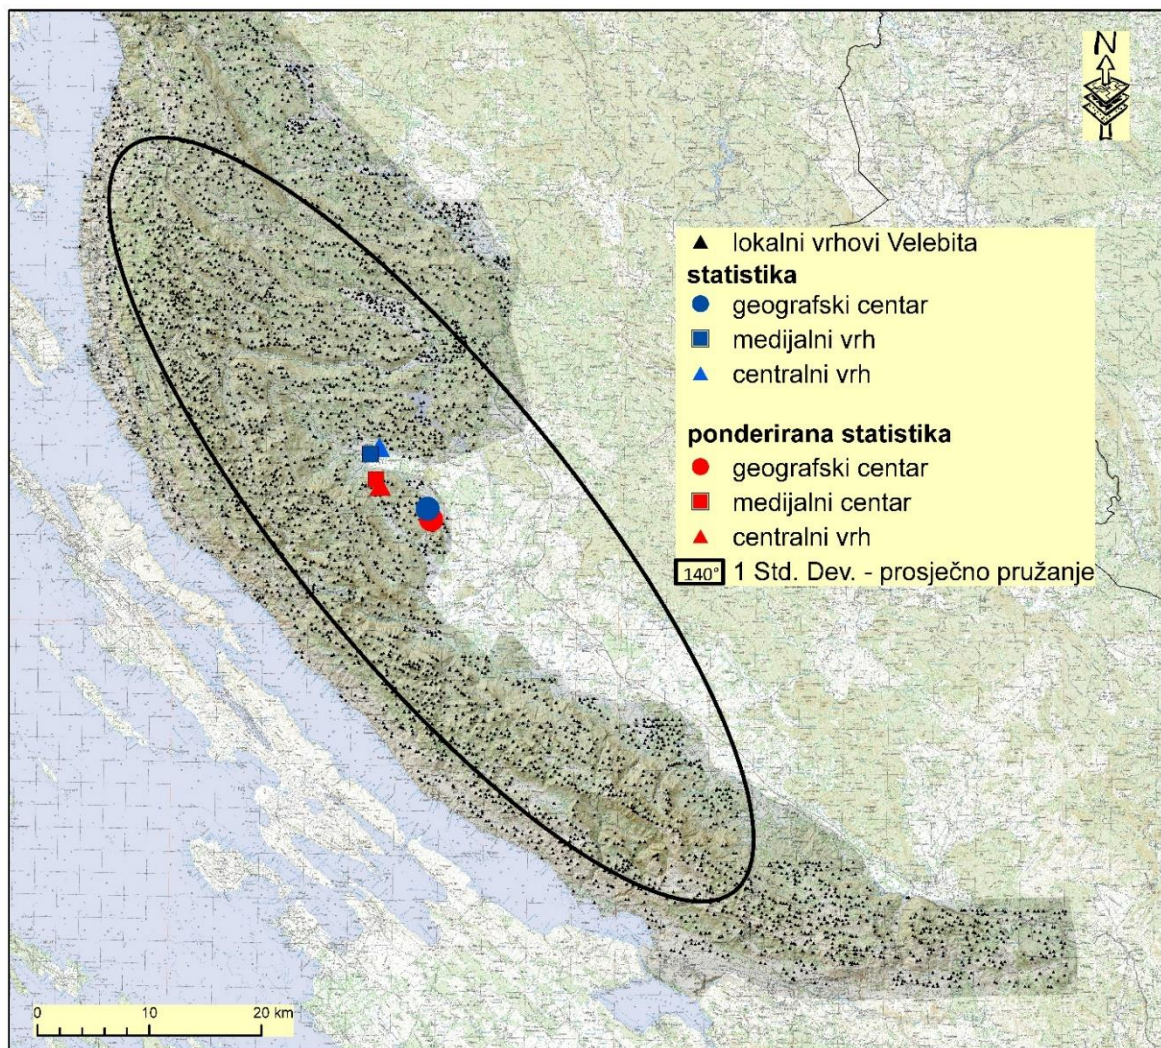 N
lokalni vrhovi Velebita
statistika
geografski centar
medijalni vrh
centralni vrh
ponderirana statistika
geografski centar
medijalni centar
centralni vrh
140° 1 Std. Dev. - prosječno pružanje
0 10 20 km